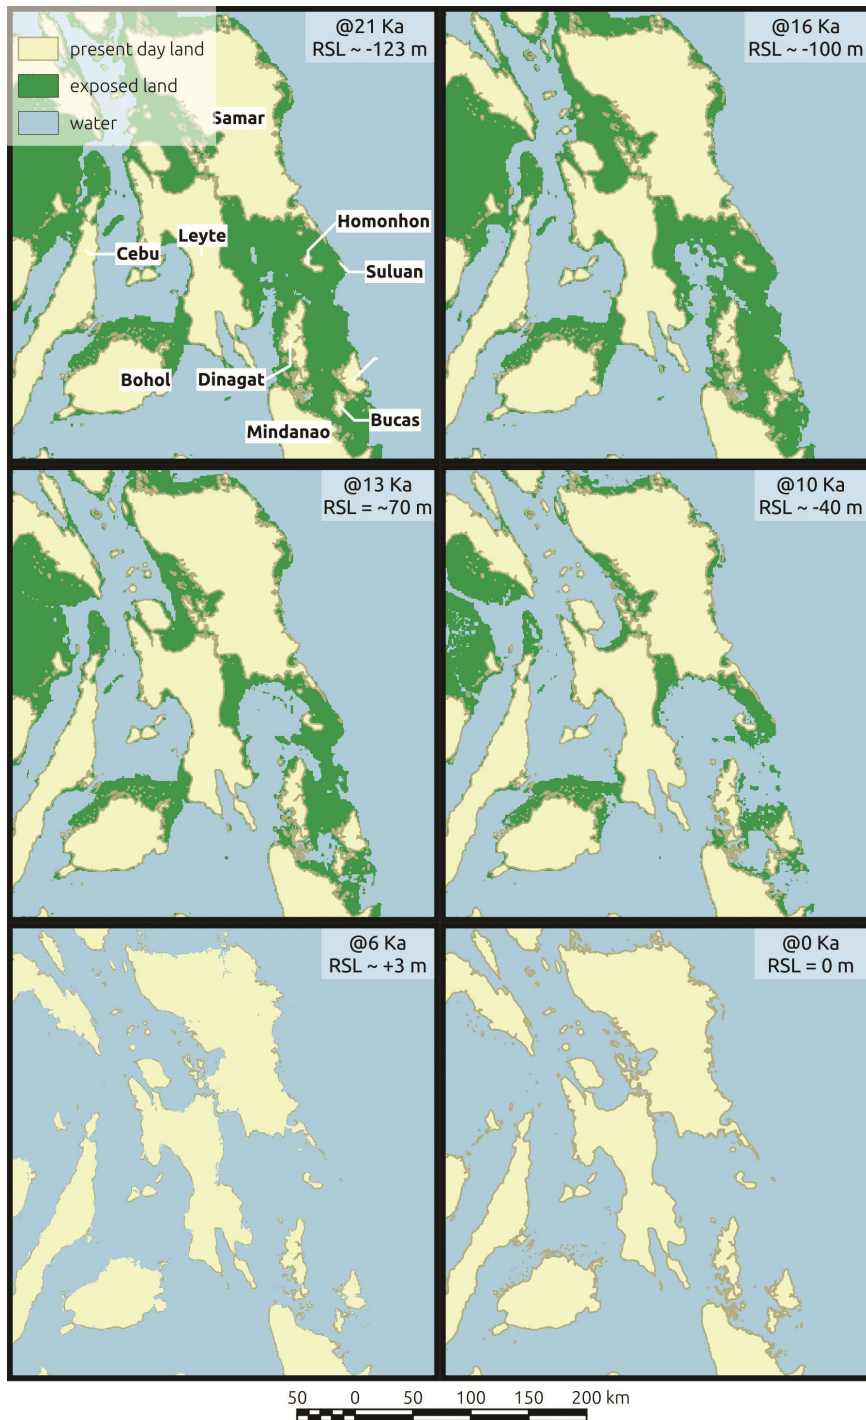 present day land
exposed land
water
@21 Ka
RSL ~ -123 m
Samar
Homonhon
Leyte
Cebu
Suluan
Bohol
Dinagat
Bucas
Mindanao
@16 Ka
RSL ~ -100 m
@13 Ka
RSL = ~70 m
@10 Ka
RSL ~ -40 m
@6 Ka
RSL ~ +3 m
@0 Ka
RSL = 0 m
50 0 50 100 150 200 km